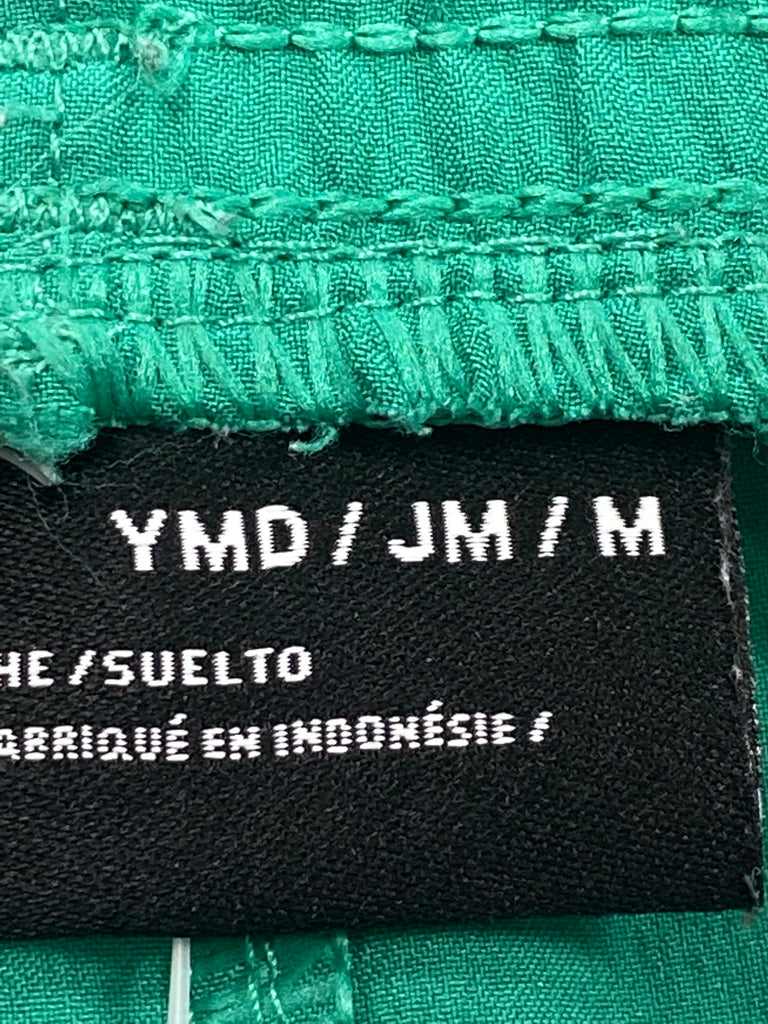 YMD / JM / M
HE / SUELTO
ABRIQUÉ EN INDONÉSIE /